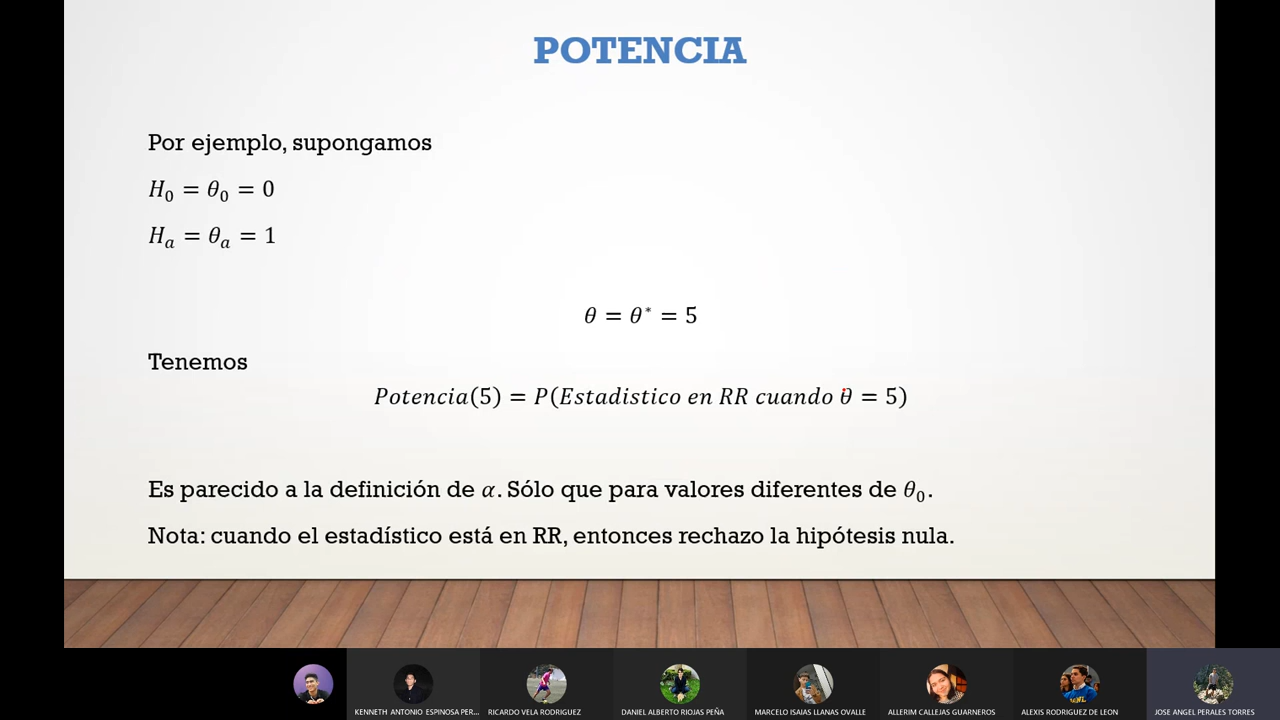 POTENCIA
Por ejemplo, supongamos
H₀ = θ₀ = 0
Hₐ = θₐ = 1
θ = θ* = 5
Tenemos
Potencia(5) = P(Estadistico en RR cuando θ = 5)
Es parecido a la definición de α. Sólo que para valores diferentes de θ₀.
Nota: cuando el estadístico está en RR, entonces rechazo la hipótesis nula.
KENNETH ANTONIO ESPINOSA PER...
RICARDO VELA RODRIGUEZ
DANIEL ALBERTO RIOJAS PEÑA
MARCELO ISAIAS LLANAS OVALLE
ALLERIM CALLEJAS GUARNEROS
ALEXIS RODRIGUEZ DE LEON
JOSE ANGEL PERALES TORRES